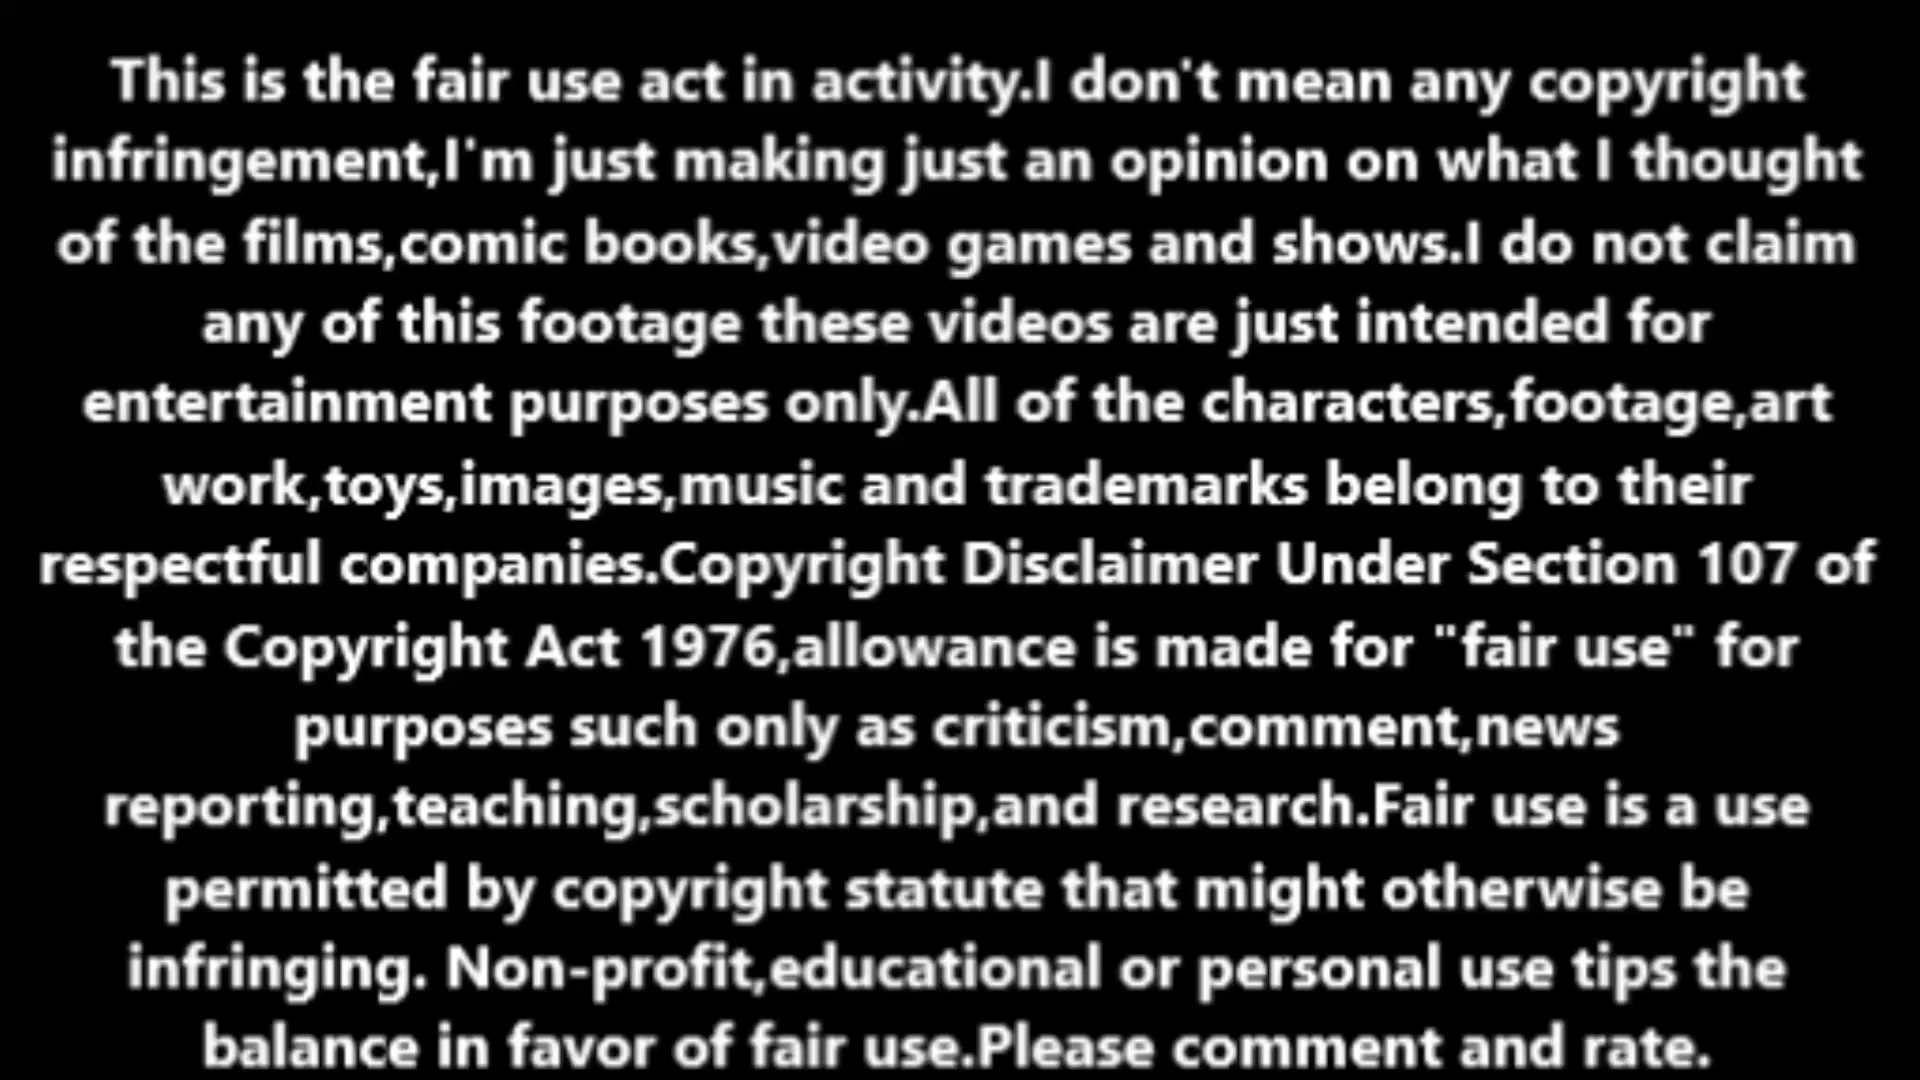 This is the fair use act in activity.I don't mean any copyright
infringement,I'm just making just an opinion on what I thought
of the films,comic books,video games and shows.I do not claim
any of this footage these videos are just intended for
entertainment purposes only.All of the characters,footage,art
work,toys,images,music and trademarks belong to their
respectful companies.Copyright Disclaimer Under Section 107 of
the Copyright Act 1976,allowance is made for "fair use" for
purposes such only as criticism,comment,news
reporting,teaching,scholarship,and research.Fair use is a use
permitted by copyright statute that might otherwise be
infringing. Non-profit,educational or personal use tips the
balance in favor of fair use.Please comment and rate.